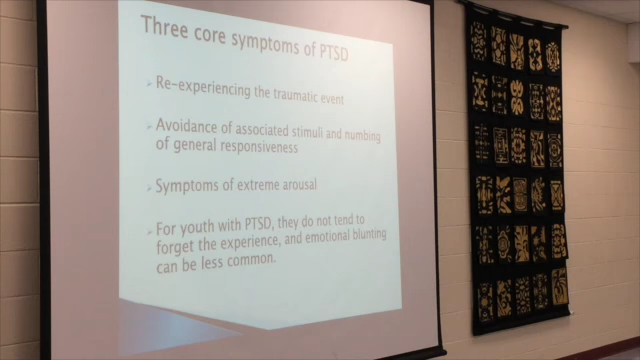 Three core symptoms of PTSD
Re-experiencing the traumatic event
Avoidance of associated stimuli and numbing
of general responsiveness
Symptoms of extreme arousal
For youth with PTSD, they do not tend to
forget the experience, and emotional blunting
can be less common.